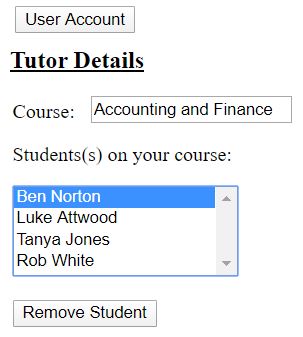 User Account
Tutor Details
Course: Accounting and Finance
Students(s) on your course:
Ben Norton
Luke Attwood
Tanya Jones
Rob White
Remove Student